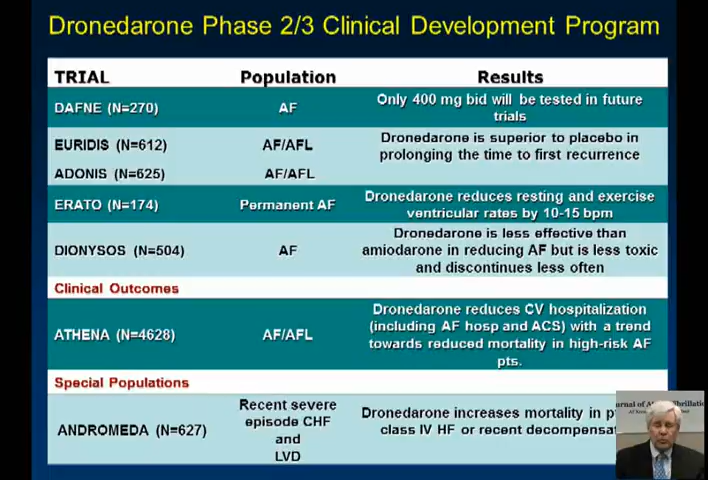 Dronedarone Phase 2/3 Clinical Development Program
TRIAL Population Results
DAFNE (N=270) AF Only 400 mg bid will be tested in future
trials
EURIDIS (N=612) AF/AFL Dronedarone is superior to placebo in
prolonging the time to first recurrence
ADONIS (N=625) AF/AFL
ERATO (N=174) Permanent AF Dronedarone reduces resting and exercise
ventricular rates by 10-15 bpm
DIONYSOS (N=504) AF Dronedarone is less effective than
amiodarone in reducing AF but is less toxic
and discontinues less often
Clinical Outcomes
ATHENA (N=4628) AF/AFL Dronedarone reduces CV hospitalization
(including AF hosp and ACS) with a trend
towards reduced mortality in high-risk AF
pts.
Special Populations
ANDROMEDA (N=627) Recent severe
episode CHF
and
LVD
Dronedarone increases mortality in p
class IV HF or recent decompensat
urnal of At